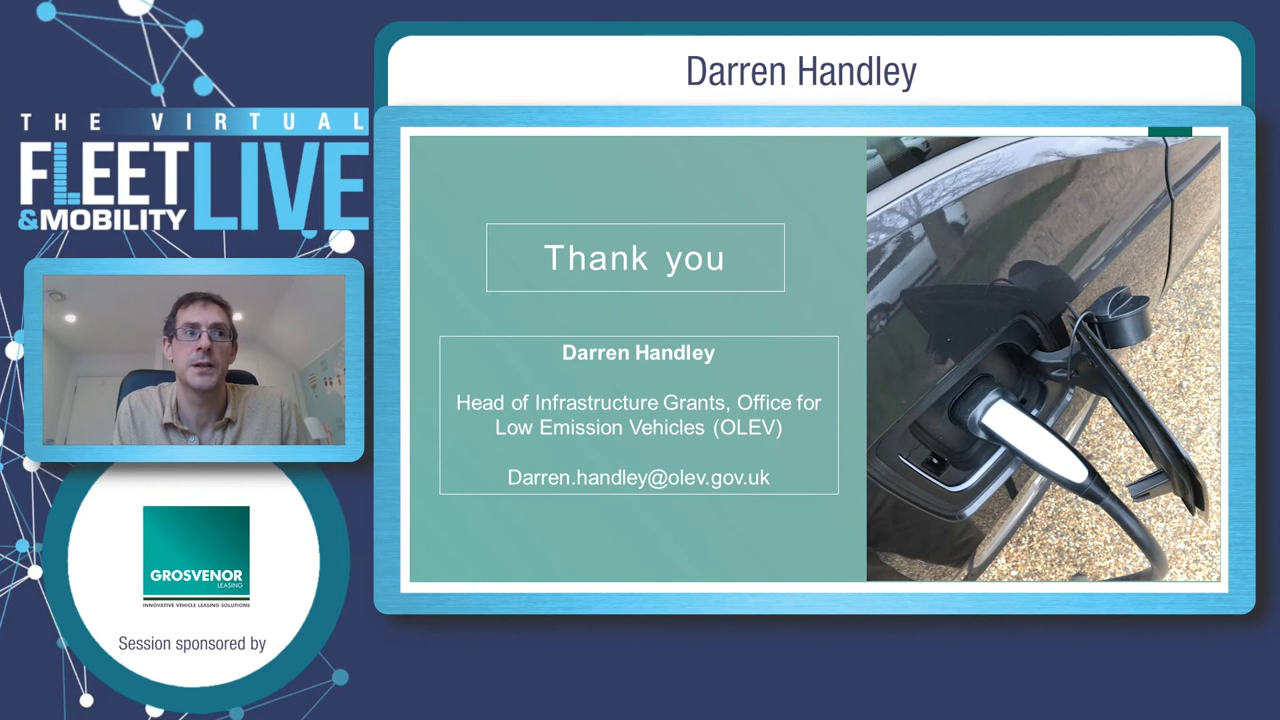 THE VIRTUAL
FLEET
&MOBILITY
LIVE
GROSVENOR
LEASING
INNOVATIVE VEHICLE LEASING SOLUTIONS
Session sponsored by
Darren Handley
Thank you
Darren Handley
Head of Infrastructure Grants, Office for
Low Emission Vehicles (OLEV)
Darren.handley@olev.gov.uk